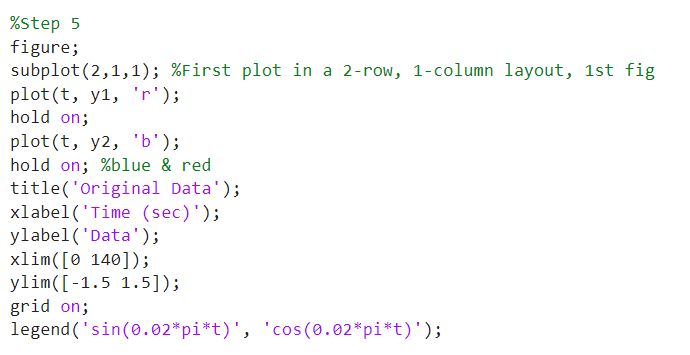 %Step 5
figure;
subplot(2,1,1); %First plot in a 2-row, 1-column layout, 1st fig
plot(t, y1, 'r');
hold on;
plot(t, y2, 'b');
hold on; %blue & red
title('Original Data');
xlabel('Time (sec)');
ylabel('Data');
xlim([0 140]);
ylim([-1.5 1.5]);
grid on;
legend('sin(0.02*pi*t)', 'cos(0.02*pi*t)');